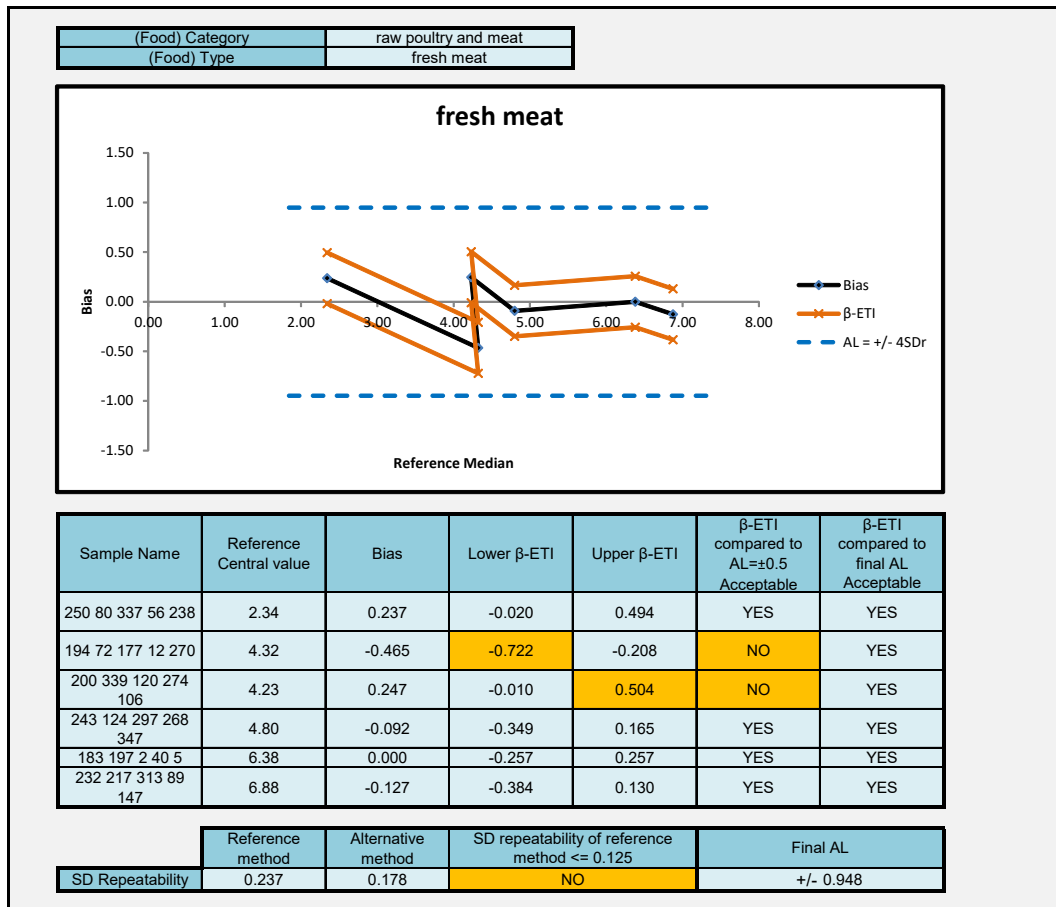 (Food) Category raw poultry and meat
(Food) Type fresh meat
fresh meat
1.50
1.00
0.50
0.00
-0.50
-1.00
-1.50
0.00 1.00 2.00 3.00 4.00 5.00 6.00 7.00 8.00
Bias
Reference Median
Bias
β-ETI
AL = +/- 4SDr
Sample Name Reference Central value Bias Lower β-ETI Upper β-ETI β-ETI compared to AL=±0.5 Acceptable β-ETI compared to final AL Acceptable
250 80 337 56 238 2.34 0.237 -0.020 0.494 YES YES
194 72 177 12 270 4.32 -0.465 -0.722 -0.208 NO YES
200 339 120 274 106 4.23 0.247 -0.010 0.504 NO YES
243 124 297 268 347 4.80 -0.092 -0.349 0.165 YES YES
183 197 2 40 5 6.38 0.000 -0.257 0.257 YES YES
232 217 313 89 147 6.88 -0.127 -0.384 0.130 YES YES
Reference method Alternative method SD repeatability of reference method <= 0.125 Final AL
SD Repeatability 0.237 0.178 NO +/- 0.948